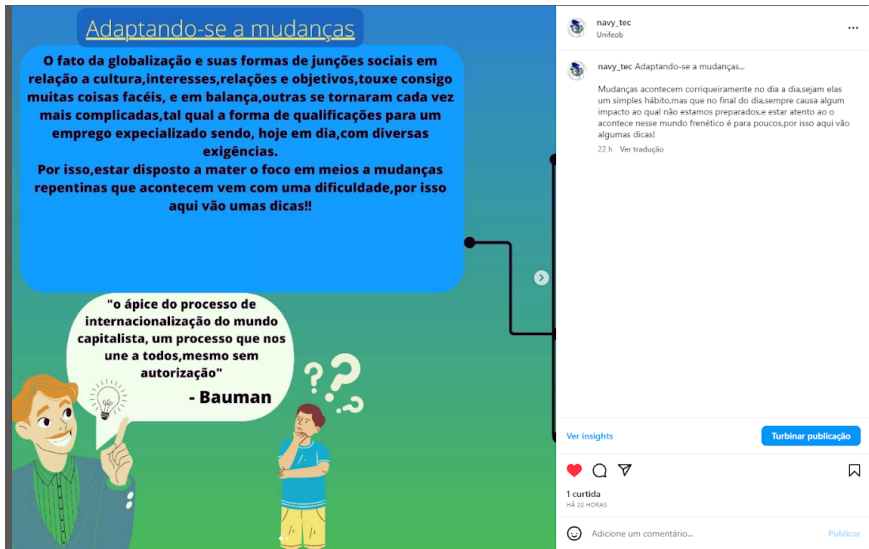 Adaptando-se a mudanças
O fato da globalização e suas formas de junções sociais em
relação a cultura,interesses,relações e objetivos,touxe consigo
muitas coisas facéis, e em balança,outras se tornaram cada vez
mais complicadas,tal qual a forma de qualificações para um
emprego expecializado sendo, hoje em dia,com diversas
exigências.
Por isso,estar disposto a mater o foco em meios a mudanças
repentinas que acontecem vem com uma dificuldade,por isso
aqui vão umas dicas!!
"o ápice do processo de
internacionalização do mundo
capitalista, um processo que nos
une a todos,mesmo sem
autorização"
- Bauman
navy_tec
Unifeob
navy_tec Adaptando-se a mudanças...
Mudanças acontecem corriqueiramente no dia a dia,sejam elas
um simples hábito,mas que no final do dia,sempre causa algum
impacto ao qual não estamos preparados,e estar atento ao o
acontece nesse mundo frenético é para poucos,por isso aqui vão
algumas dicas!
22 h Ver tradução
Ver insights
Turbinar publicação
1 curtida
HÁ 22 HORAS
Adicione um comentário...
Publicar